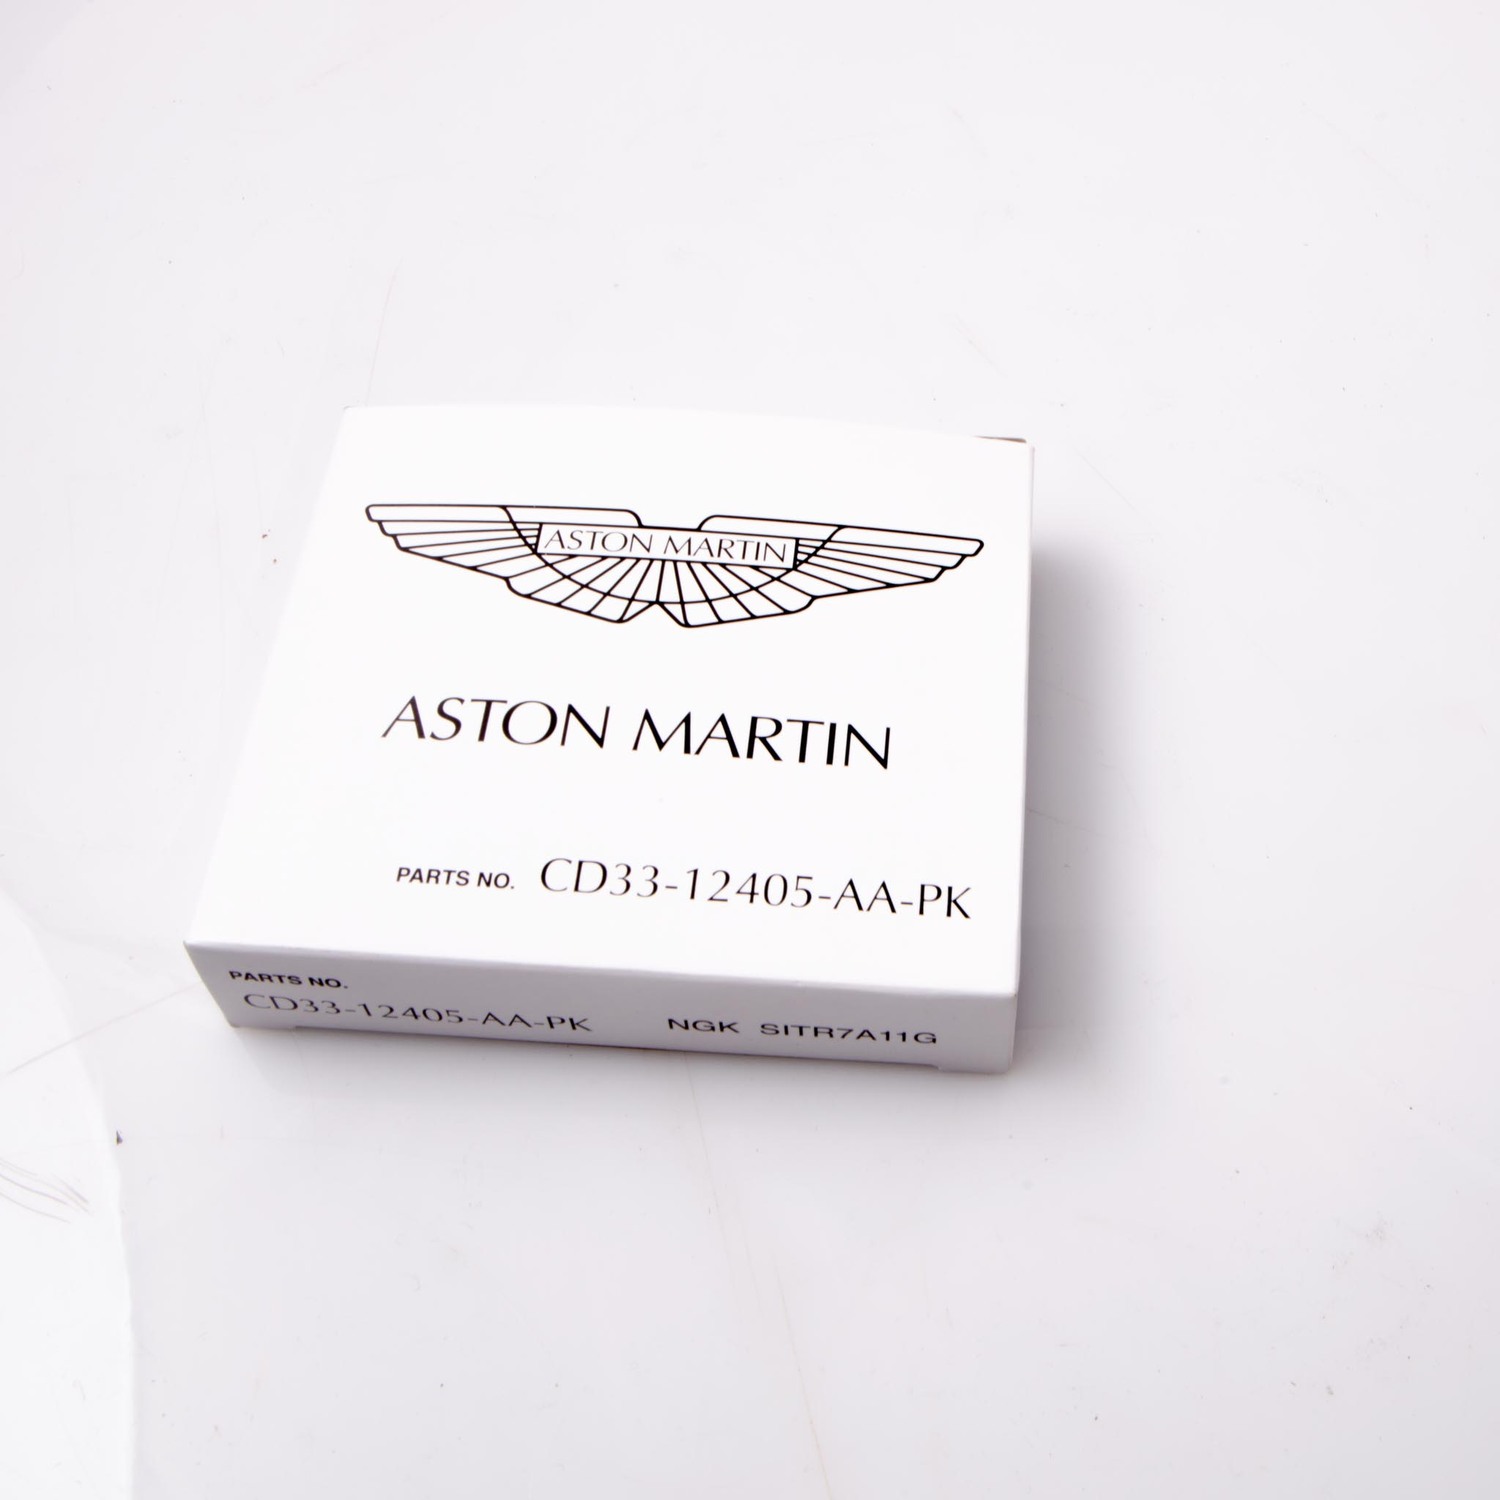 ASTON MARTIN
ASTON MARTIN
PARTS NO. CD33-12405-AA-PK
PARTS NO.
CD33-12405-AA-PK NGK SITR7A11G